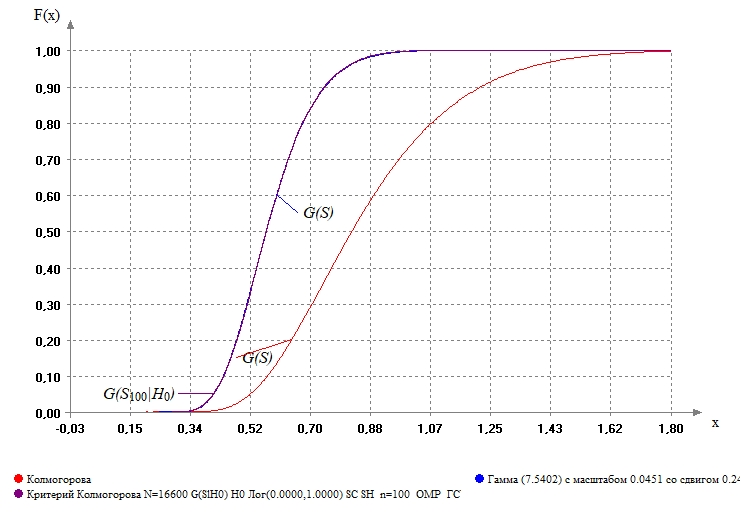 F(x)
1,00
0,90
0,80
0,70
0,60
G(S)
0,50
0,40
0,30
0,20
G(S)
0,10
G(S100|H0)
0,00
-0,03 0,15 0,34 0,52 0,70 0,88 1,07 1,25 1,43 1,62 1,80 x
Колмогорова Гамма (7.5402) с масштабом 0.0451 со сдвигом 0.24
Критерий Колмогорова N=16600 G(S|H0) H0 Лог(0.0000,1.0000) SC SH n=100 ОМР ГС